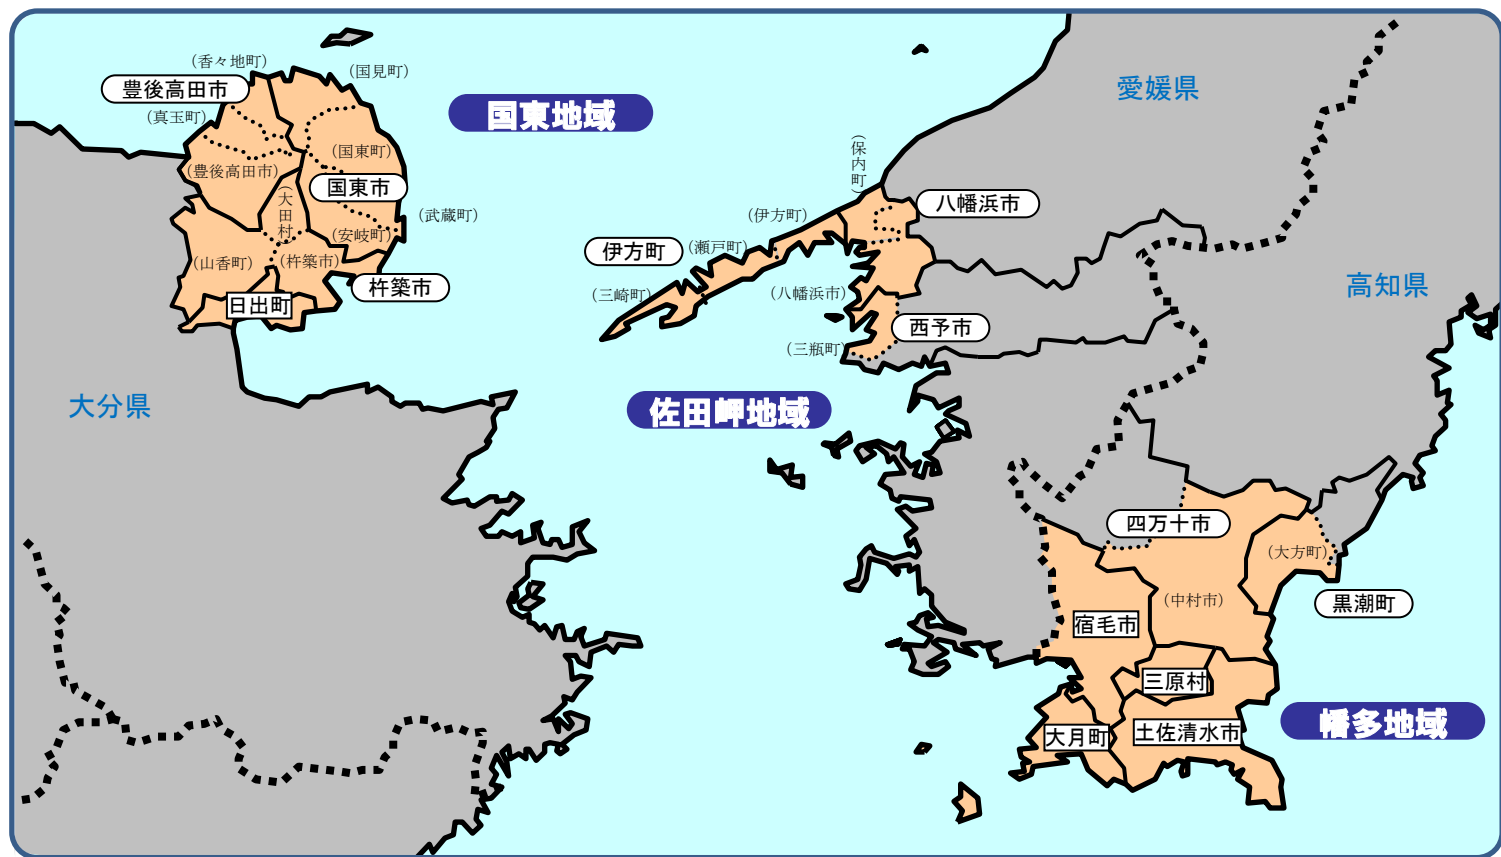 (香々地町)
(国見町)
豊後高田市
国東地域
愛媛県
(真玉町)
(国東町)
(保内町)
(豊後高田市)
国東市
(大田村)
八幡浜市
(武蔵町)
(伊方町)
(安岐町)
伊方町
(瀬戸町)
(山香町)
(杵築市)
杵築市
高知県
(三崎町)
(八幡浜市)
日出町
西予市
(三瓶町)
大分県
佐田岬地域
四万十市
(大方町)
(中村市)
黒潮町
宿毛市
三原村
幡多地域
大月町
土佐清水市